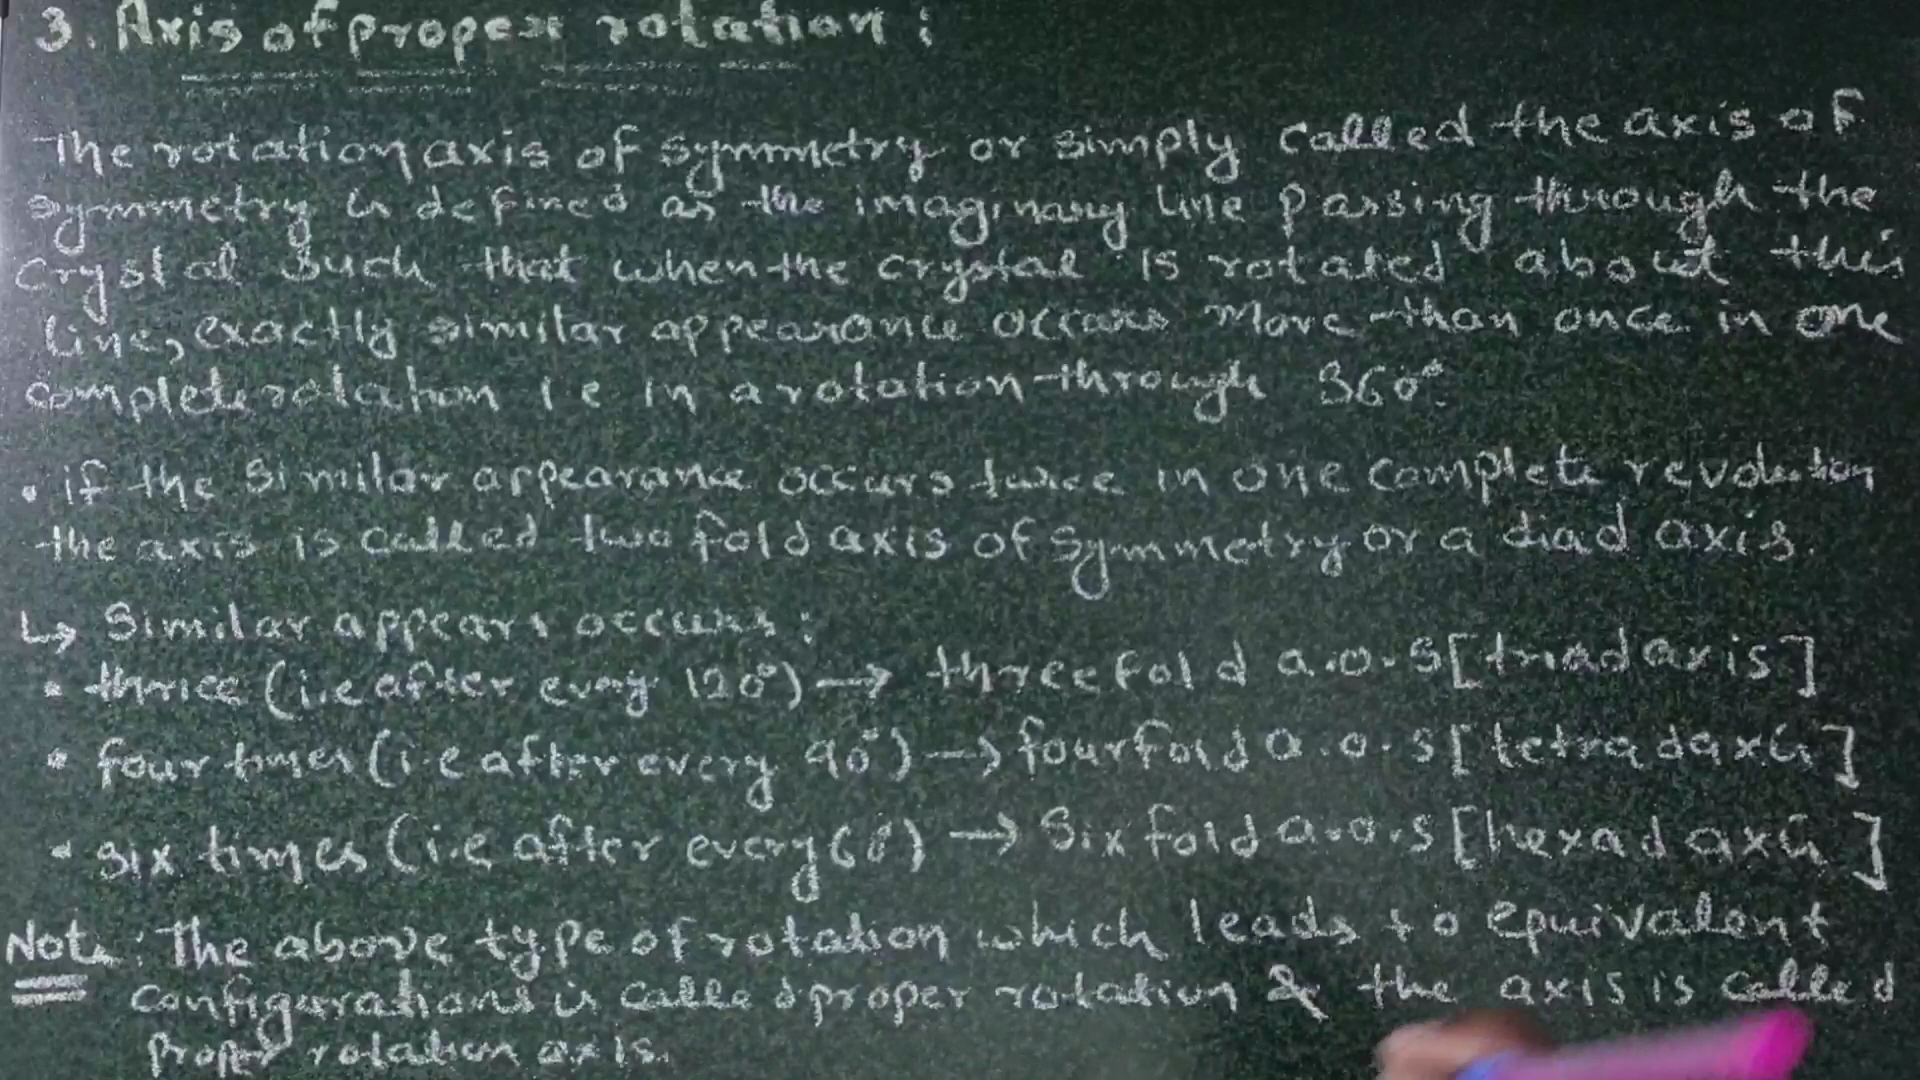 3. Axis of proper rotation :
The rotation axis of symmetry or simply called the axis of
symmetry is defined as the imaginary line passing through the
crystal such that when the crystal is rotated about this
line, exactly similar appearance occurs more than once in one
complete rotation i e in a rotation through 360°.
• if the similar appearance occurs twice in one complete revolution
the axis is called two fold axis of symmetry or a diad axis.
↳ Similar appears occurs :
• thrice (i.e after every 120°) → three fold a.o.s [triad axis]
• four times (i.e after every 90°) → four fold a.o.s [tetrad axis]
• six times (i.e after every 60°) → Six fold a.o.s [hexad axis]
Note : The above type of rotation which leads to equivalent
configurations is called proper rotation & the axis is called
proper rotation axis.